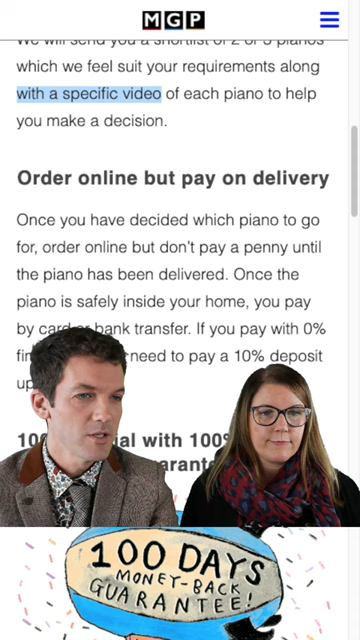 MGP
We will send you a shortlist of 2 or 3 pianos
which we feel suit your requirements along
with a specific video of each piano to help
you make a decision.
Order online but pay on delivery
Once you have decided which piano to go
for, order online but don't pay a penny until
the piano has been delivered. Once the
piano is safely inside your home, you pay
by card or bank transfer. If you pay with 0%
need to pay a 10% deposit
with 100%
100 DAYS
MONEY-BACK
GUARANTEE!